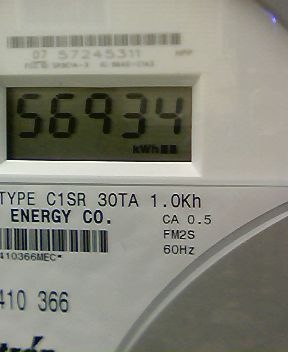 07 57245311
56934
kWh
TYPE C1SR 30TA 1.0Kh
ENERGY CO.
CA 0.5
FM2S
60Hz
410366MEC*
410 366